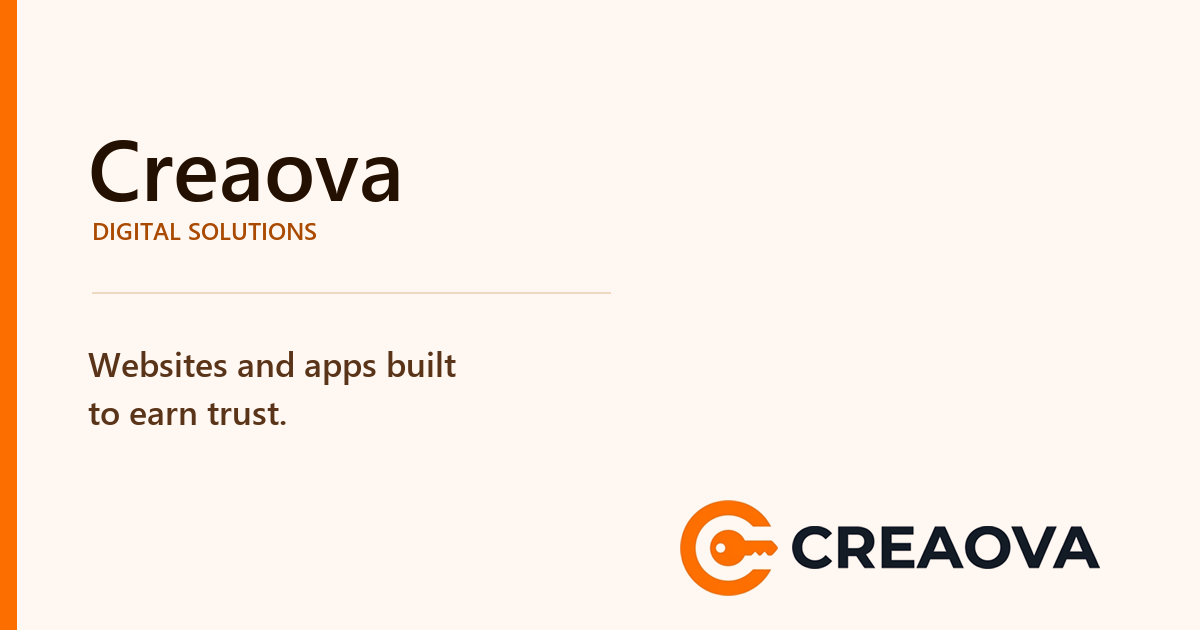 Creaova
DIGITAL SOLUTIONS
Websites and apps built
to earn trust.
CREAOVA